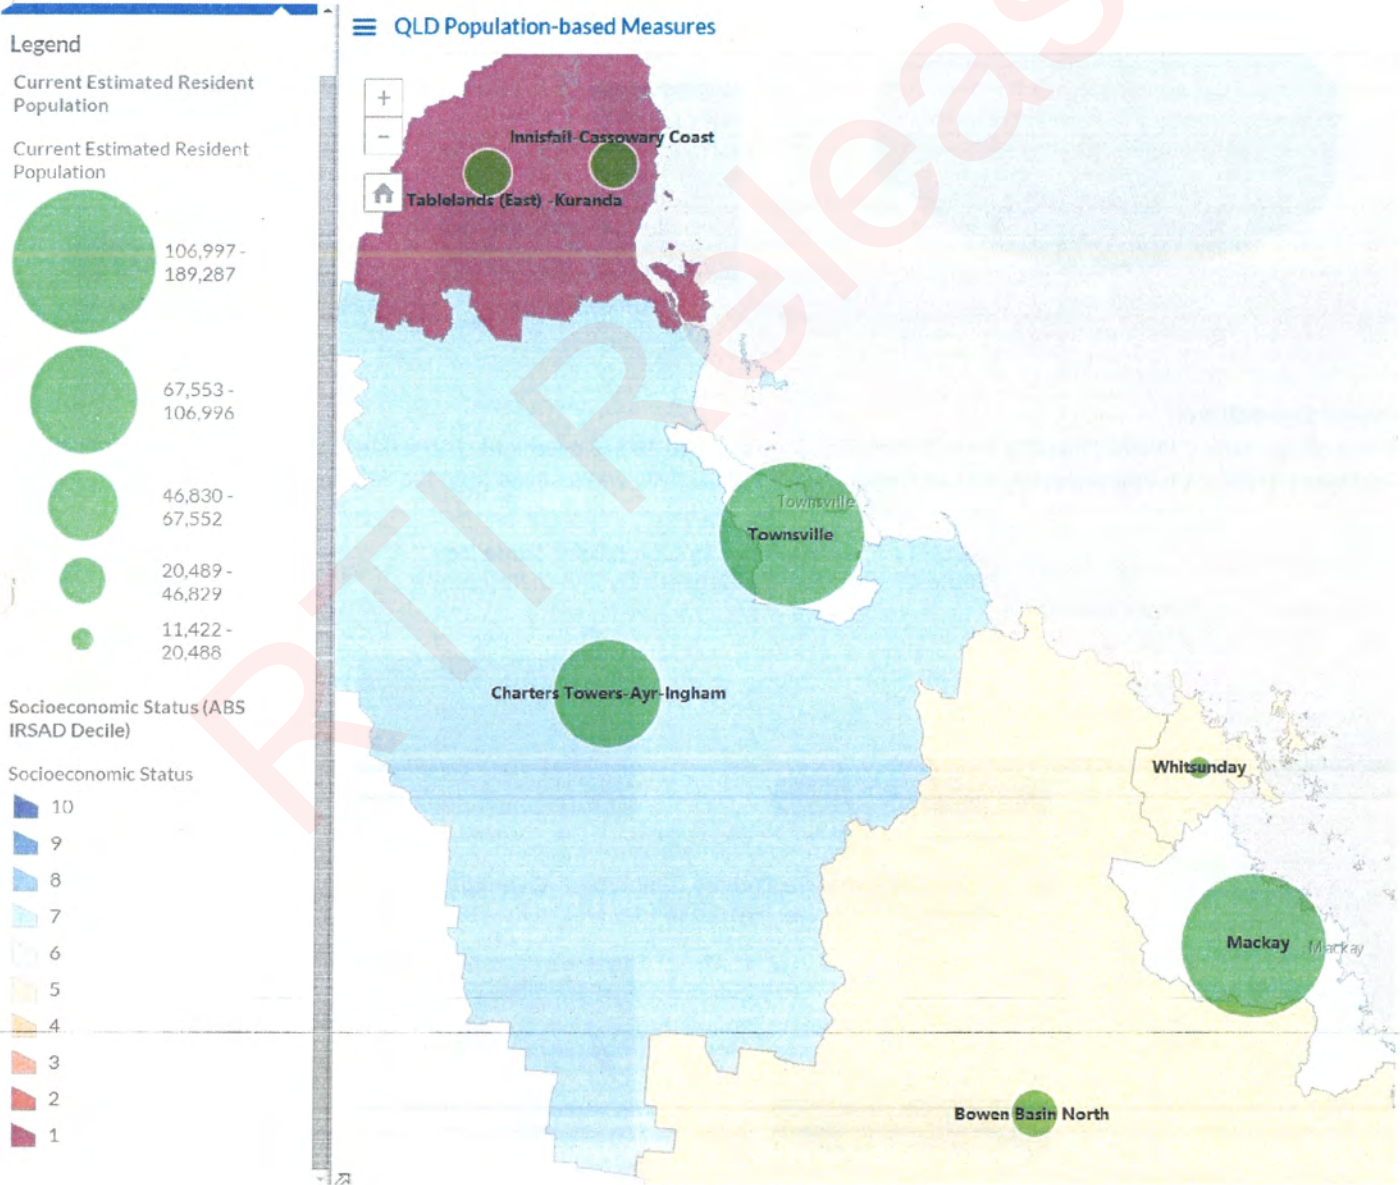 Legend
Current Estimated Resident
Population
Current Estimated Resident
Population
106,997 -
189,287
67,553 -
106,996
46,830 -
67,552
20,489 -
46,829
11,422 -
20,488
Socioeconomic Status (ABS
IRSAD Decile)
Socioeconomic Status
10
9
8
7
6
5
4
3
2
1
QLD Population-based Measures
+
−
Innisfail-Cassowary Coast
Tablelands (East) -Kuranda
Townsville
Townsville
Charters Towers-Ayr-Ingham
Whitsunday
Mackay Mackay
Bowen Basin North
RTI Releas